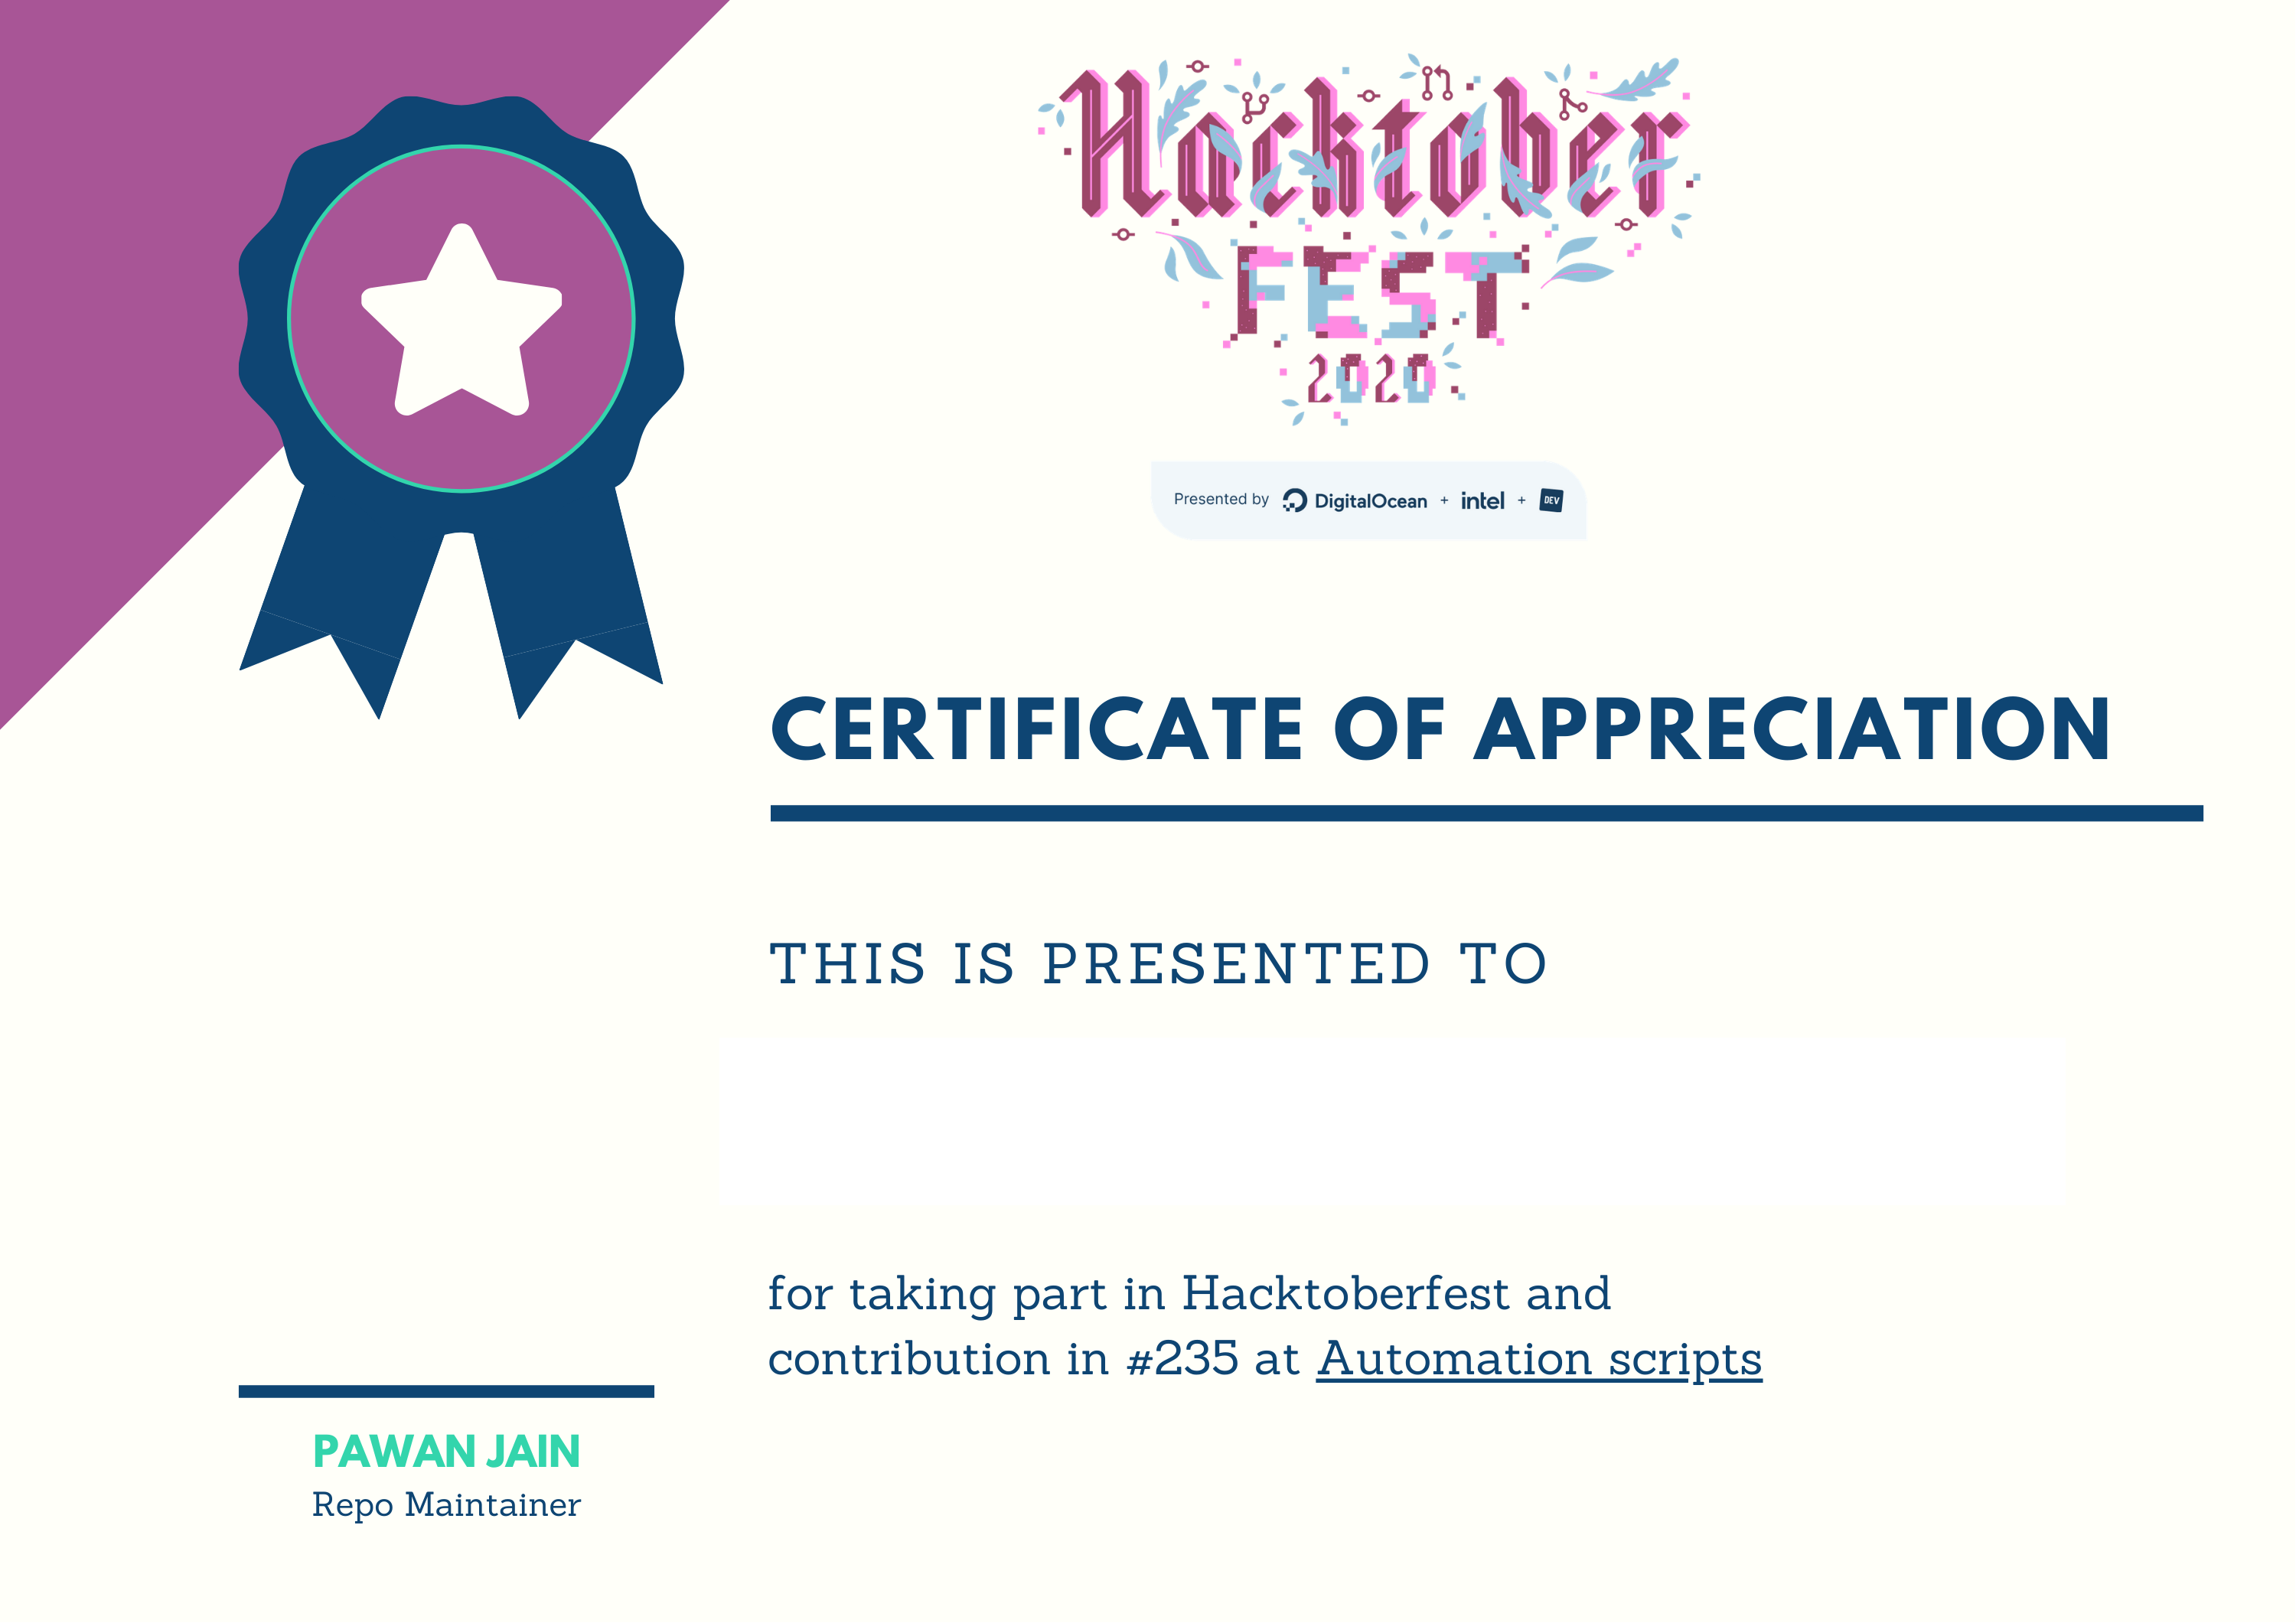 Hacktober
FEST
2020
Presented by DigitalOcean + intel + DEV
CERTIFICATE OF APPRECIATION
THIS IS PRESENTED TO
for taking part in Hacktoberfest and
contribution in #235 at Automation scripts
PAWAN JAIN
Repo Maintainer